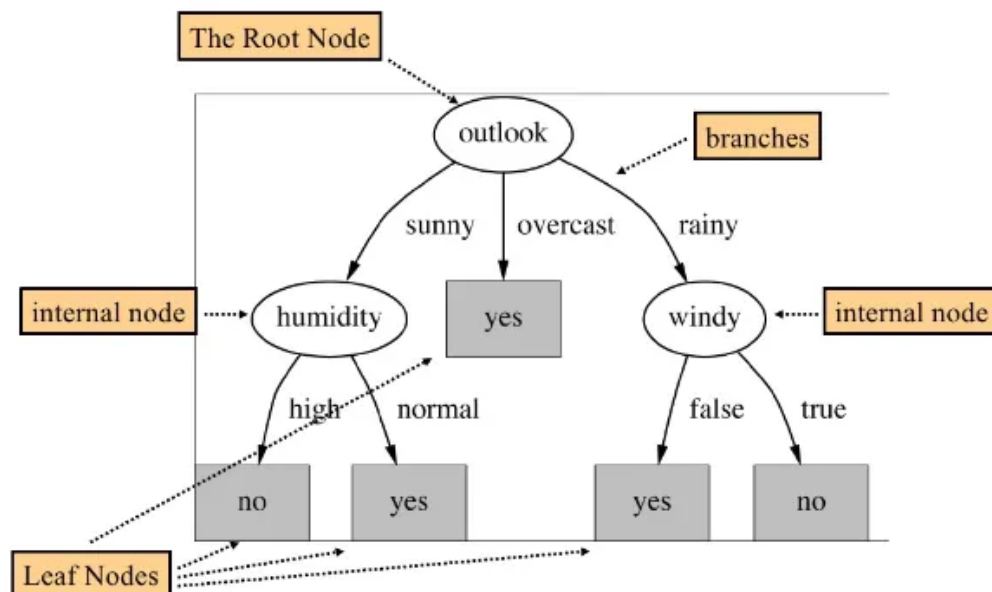 The Root Node
outlook
branches
sunny
overcast
rainy
internal node
humidity
yes
windy
internal node
high
normal
false
true
no
yes
yes
no
Leaf Nodes